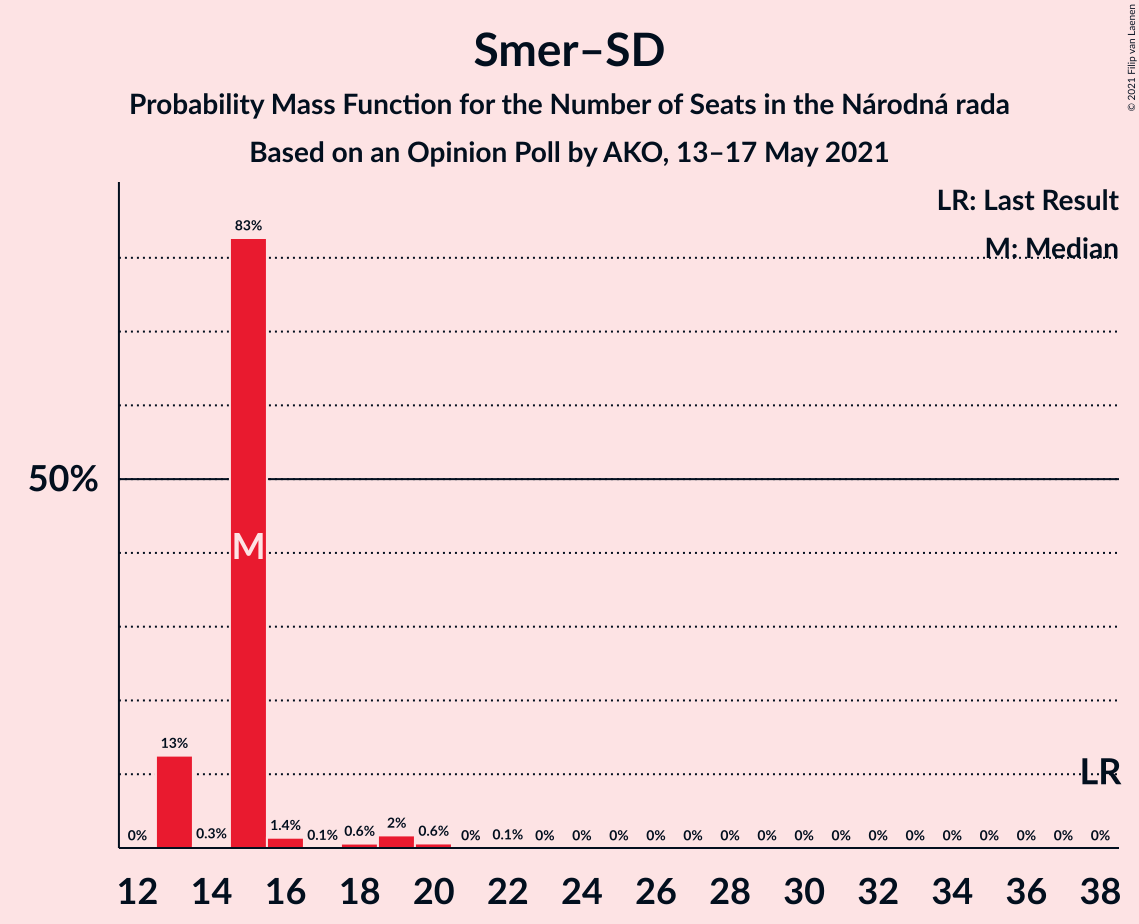 Smer–SD
Probability Mass Function for the Number of Seats in the Národná rada
Based on an Opinion Poll by AKO, 13–17 May 2021
© 2021 Filip van Laenen
LR: Last Result
M: Median
83%
50%
M
13%
LR
0% 0.3% 1.4% 0.1% 0.6% 2% 0.6% 0% 0.1% 0% 0% 0% 0% 0% 0% 0% 0% 0% 0% 0% 0% 0% 0% 0% 0%
12 14 16 18 20 22 24 26 28 30 32 34 36 38